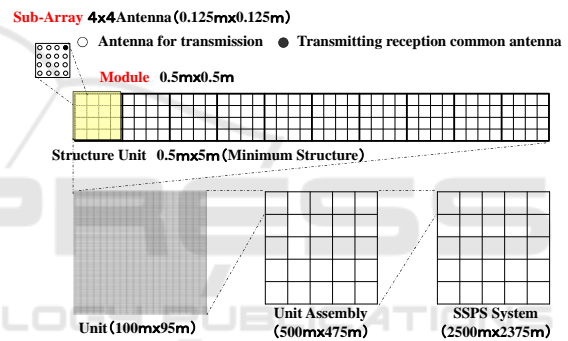 Sub-Array 4x4Antenna(0.125mx0.125m)
Antenna for transmission Transmitting reception common antenna
Module 0.5mx0.5m
Structure Unit 0.5mx5m(Minimum Structure)
Unit(100mx95m)
Unit Assembly
(500mx475m)
SSPS System
(2500mx2375m)